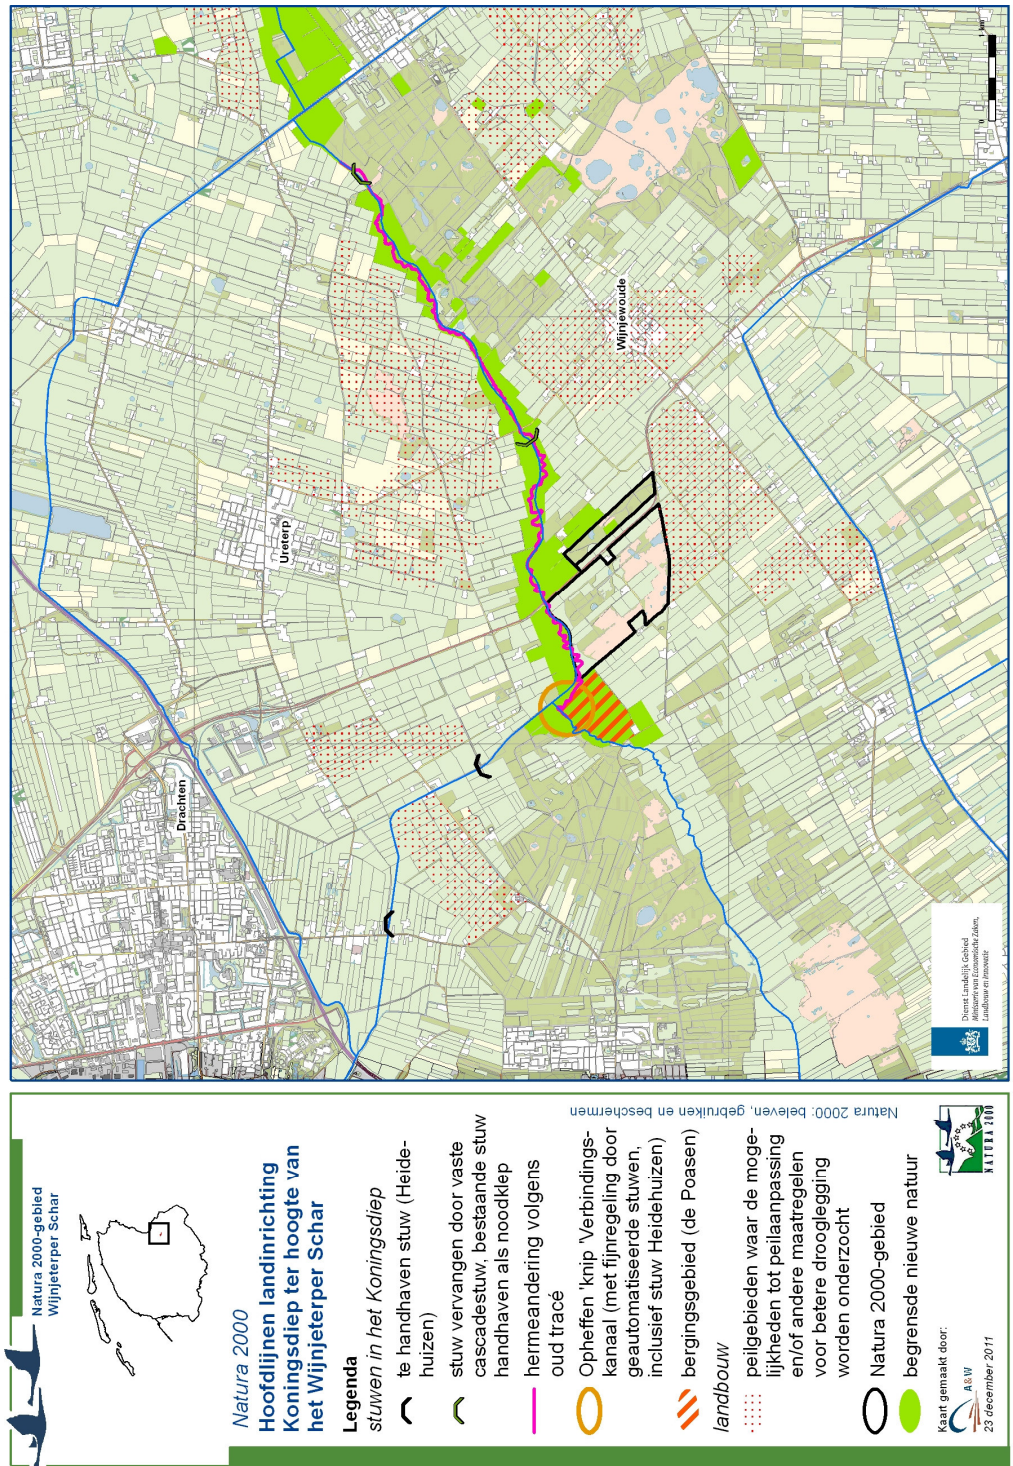 Natura 2000-gebied
Wijnjeterper Schar
Natura 2000
Hoofdlijnen landinrichting
Koningsdiep ter hoogte van
het Wijnjeterper Schar
Legenda
stuwen in het Koningsdiep
te handhaven stuw (Heide-
huizen)
stuw vervangen door vaste
cascadestuw, bestaande stuw
handhaven als noodklep
hermeandering volgens
oud tracé
Opheffen 'knip 'Verbindings-
kanaal (met fijnregeling door
geautomatiseerde stuwen,
inclusief stuw Heidehuizen)
bergingsgebied (de Poasen)
landbouw
peilgebieden waar de moge-
lijkheden tot peilaanpassing
en/of andere maatregelen
voor betere drooglegging
worden onderzocht
Natura 2000-gebied
begrensde nieuwe natuur
Kaart gemaakt door:
A&W
23 december 2011
Natura 2000: beleven, gebruiken en beschermen
NATURA 2000
Drachten
Ureterp
Wijnjewoude
0
1 km
Dienst Landelijk Gebied
Ministerie van Economische Zaken,
Landbouw en Innovatie